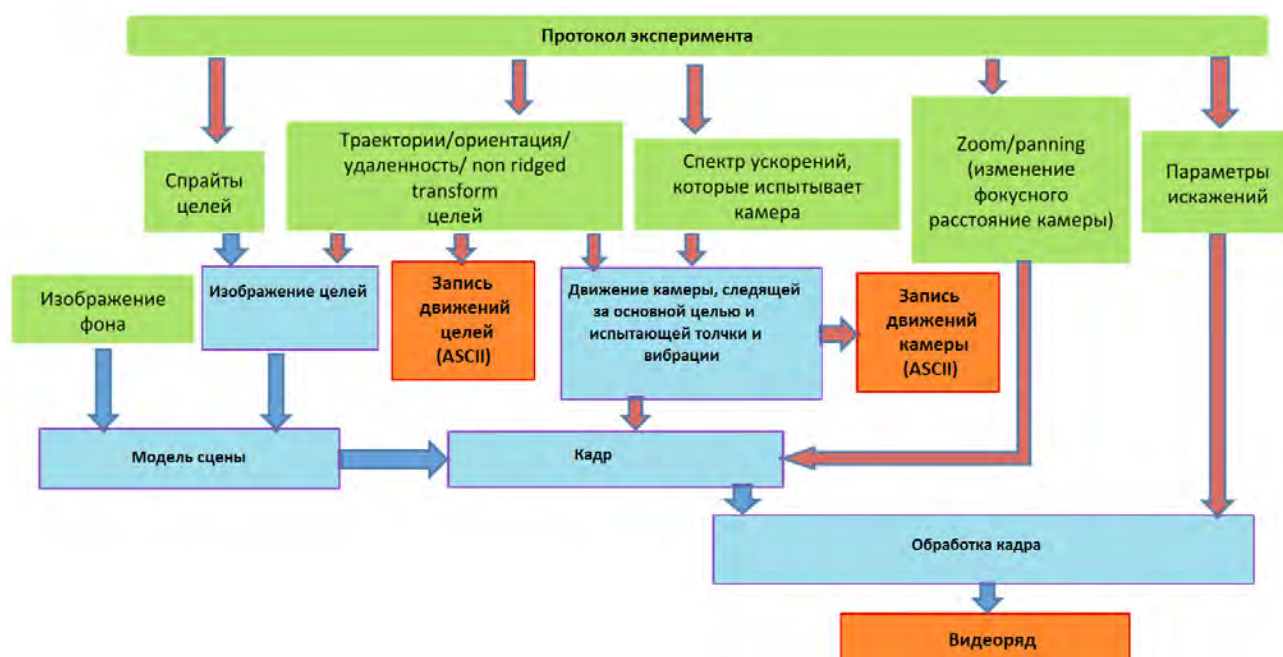 Протокол эксперимента
Спрайты
целей
Траектории/ориентация/
удаленность/ non ridged
transform
целей
Спектр ускорений,
которые испытывает
камера
Zoom/panning
(изменение
фокусного
расстояние камеры)
Параметры
искажений
Изображение
фона
Изображение целей
Запись
движений
целей
(ASCII)
Движение камеры, следящей
за основной целью и
испытающей толчки и
вибрации
Запись
движений
камеры
(ASCII)
Модель сцены
Кадр
Обработка кадра
Видеоряд